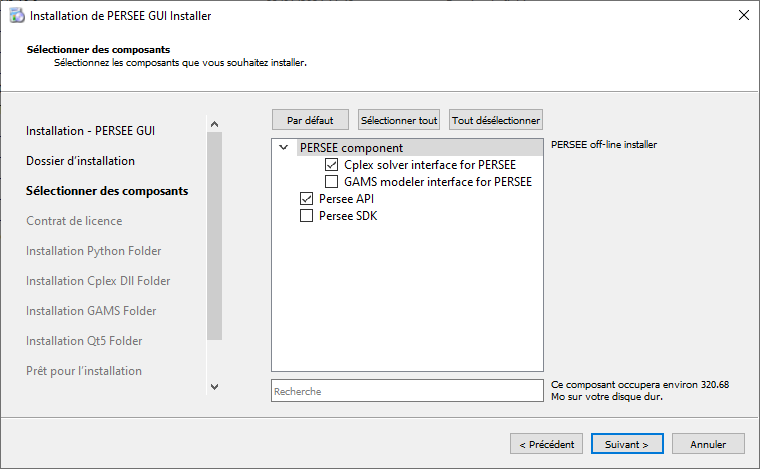 Installation de PERSEE GUI Installer
Sélectionner des composants
Sélectionnez les composants que vous souhaitez installer.
Installation - PERSEE GUI
Dossier d'installation
Sélectionner des composants
Contrat de licence
Installation Python Folder
Installation Cplex Dll Folder
Installation GAMS Folder
Installation Qt5 Folder
Prêt pour l'installation
Par défaut
Sélectionner tout
Tout désélectionner
PERSEE component
Cplex solver interface for PERSEE
GAMS modeler interface for PERSEE
Persee API
Persee SDK
Recherche
PERSEE off-line installer
Ce composant occupera environ 320.68
Mo sur votre disque dur.
< Précédent
Suivant >
Annuler